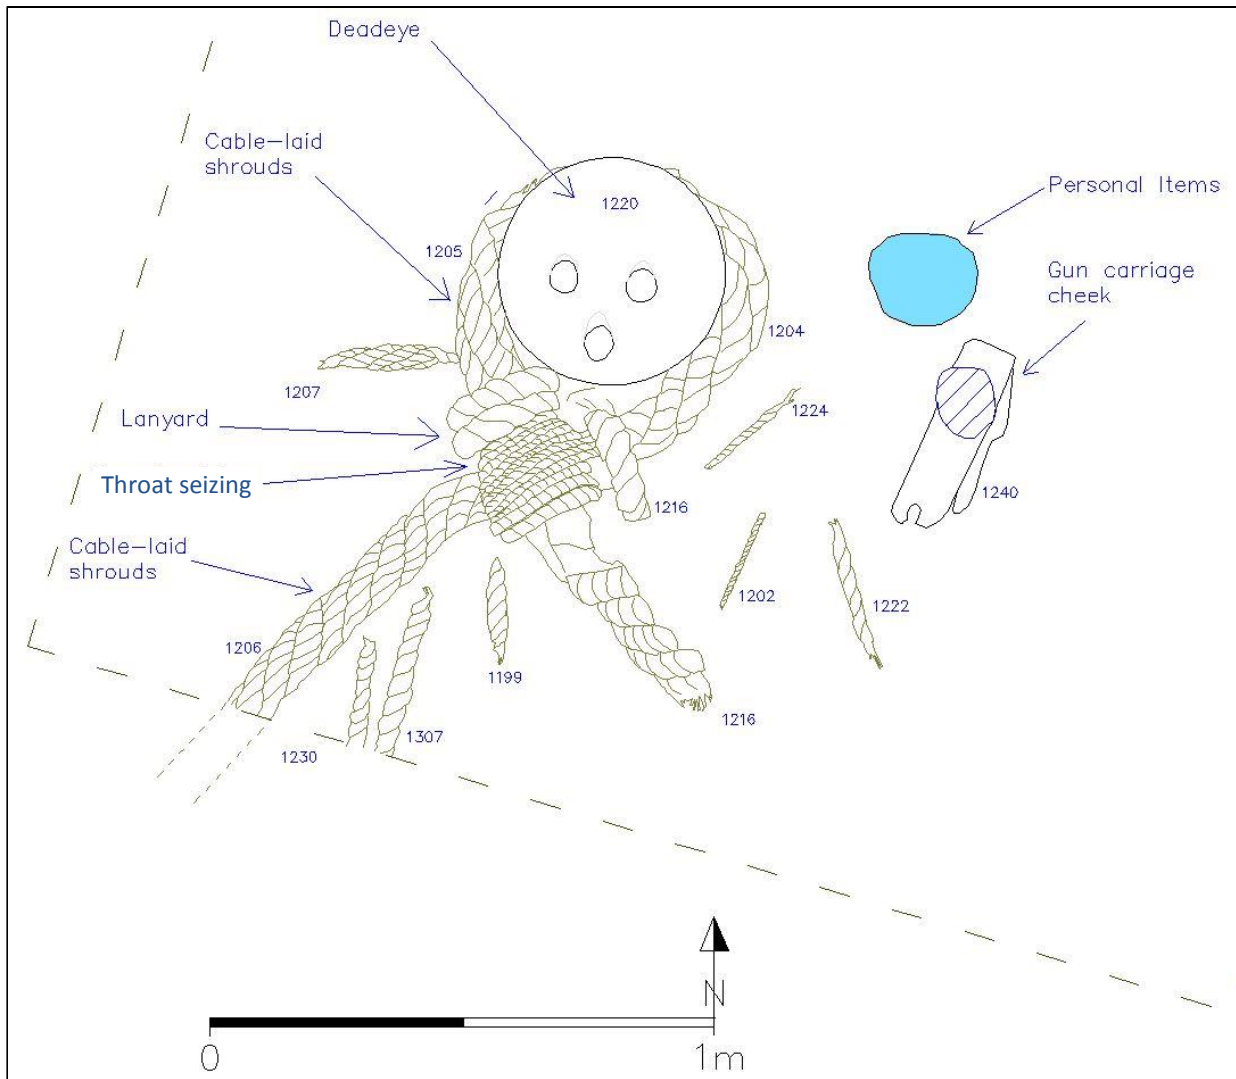 Deadeye
Cable-laid
shrouds
1220
Personal Items
1205
Gun carriage
cheek
1204
1207
1224
Lanyard
Throat seizing
1216
1240
Cable-laid
shrouds
1202
1222
1206
1199
1216
1307
1230
N
0
1m